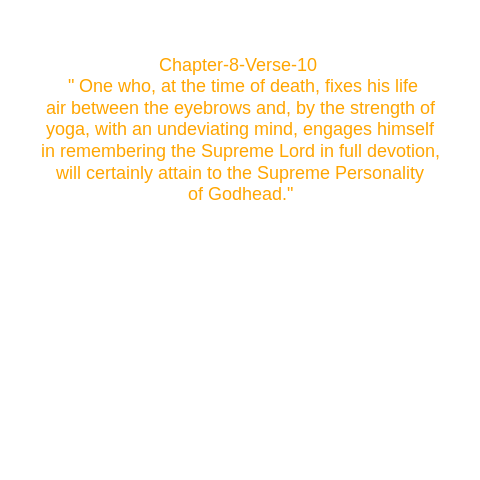 Chapter-8-Verse-10
" One who, at the time of death, fixes his life
air between the eyebrows and, by the strength of
yoga, with an undeviating mind, engages himself
in remembering the Supreme Lord in full devotion,
will certainly attain to the Supreme Personality
of Godhead."